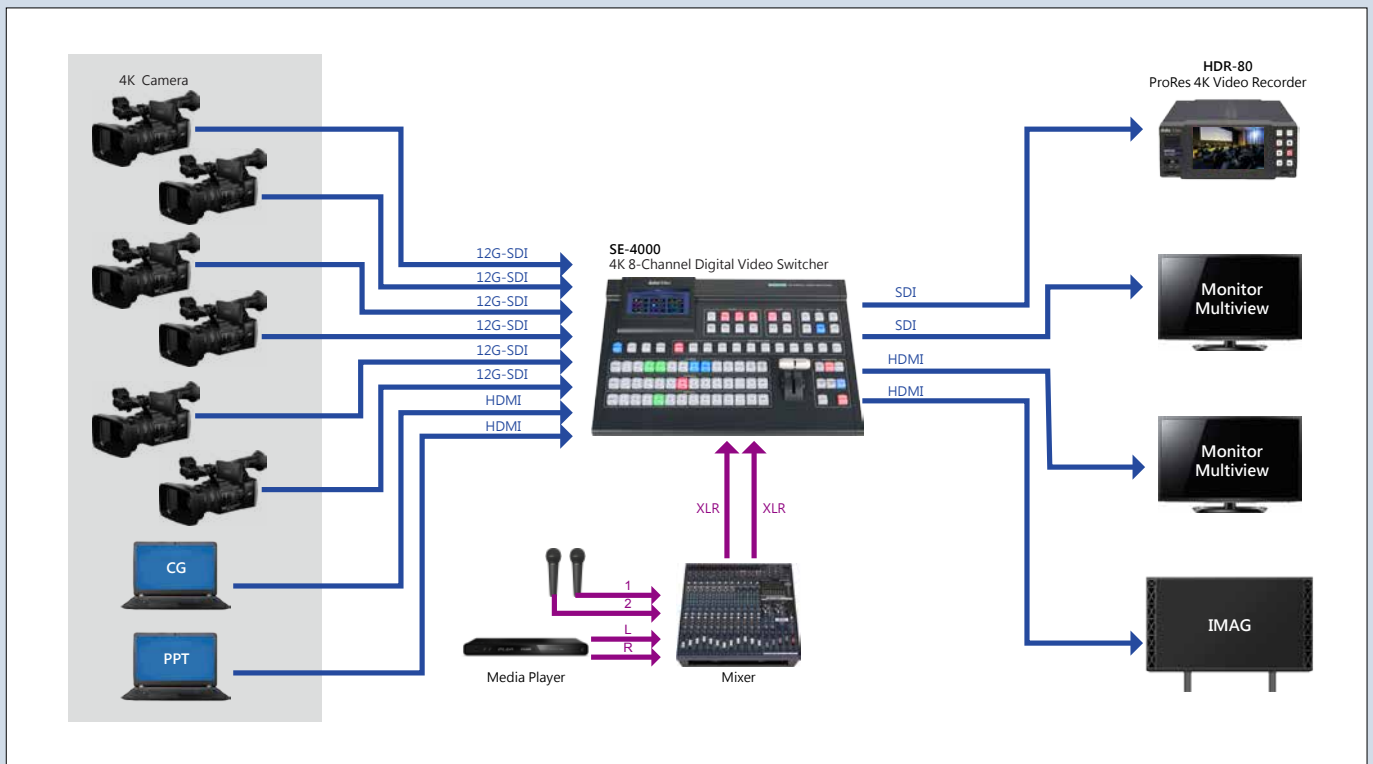 4K Camera
HDR-80
ProRes 4K Video Recorder
SE-4000
4K 8-Channel Digital Video Switcher
12G-SDI
12G-SDI
12G-SDI
12G-SDI
12G-SDI
12G-SDI
HDMI
HDMI
SDI
SDI
HDMI
HDMI
Monitor
Multiview
Monitor
Multiview
IMAG
XLR
XLR
CG
PPT
1
2
L
R
Media Player
Mixer